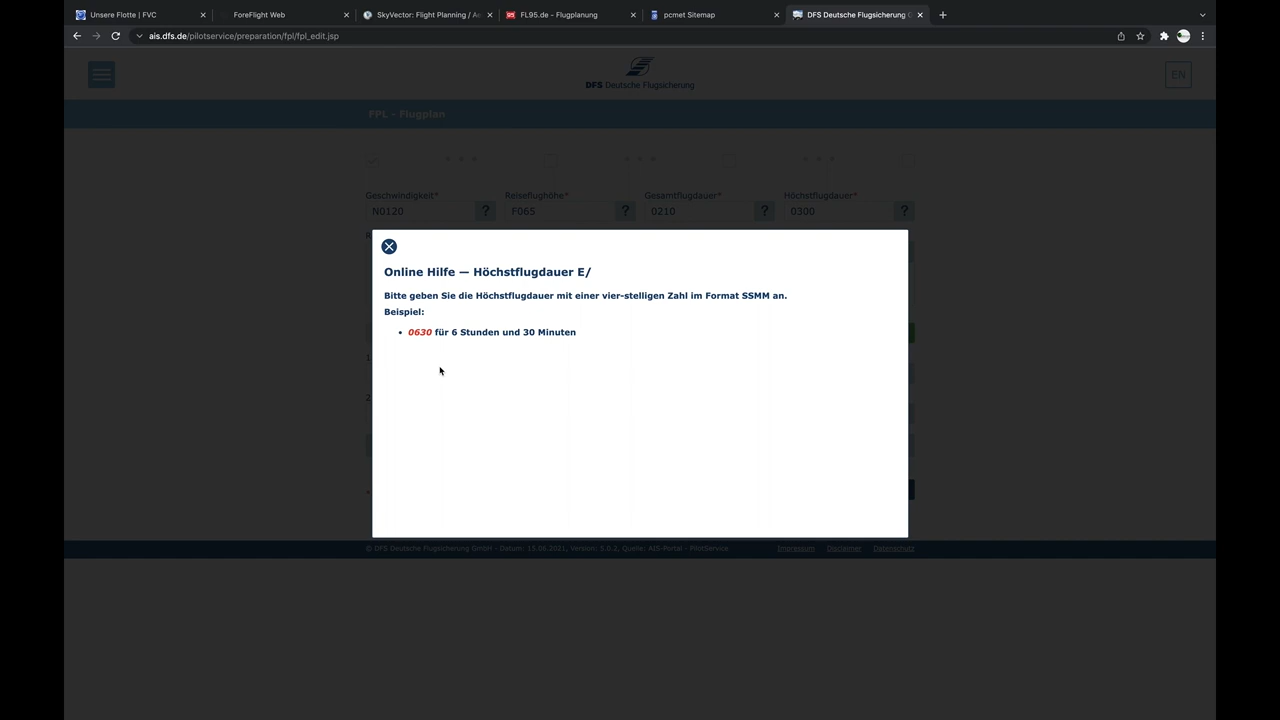 Unsere Flotte | FVC
ForeFlight Web
SkyVector: Flight Planning / Ae
FL95.de - Flugplanung
pcmet Sitemap
DFS Deutsche Flugsicherung G
ais.dfs.de/pilotservice/preparation/fpl/fpl_edit.jsp
DFS Deutsche Flugsicherung
EN
FPL - Flugplan
Geschwindigkeit*
Reiseflughöhe*
Gesamtflugdauer*
Höchstflugdauer*
N0120 ?
F065 ?
0210 ?
0300 ?
Online Hilfe — Höchstflugdauer E/
Bitte geben Sie die Höchstflugdauer mit einer vier-stelligen Zahl im Format SSMM an.
Beispiel:
• 0630 für 6 Stunden und 30 Minuten
© DFS Deutsche Flugsicherung GmbH - Datum: 15.06.2021, Version: 5.0.2, Quelle: AIS-Portal - PilotService
Impressum
Disclaimer
Datenschutz